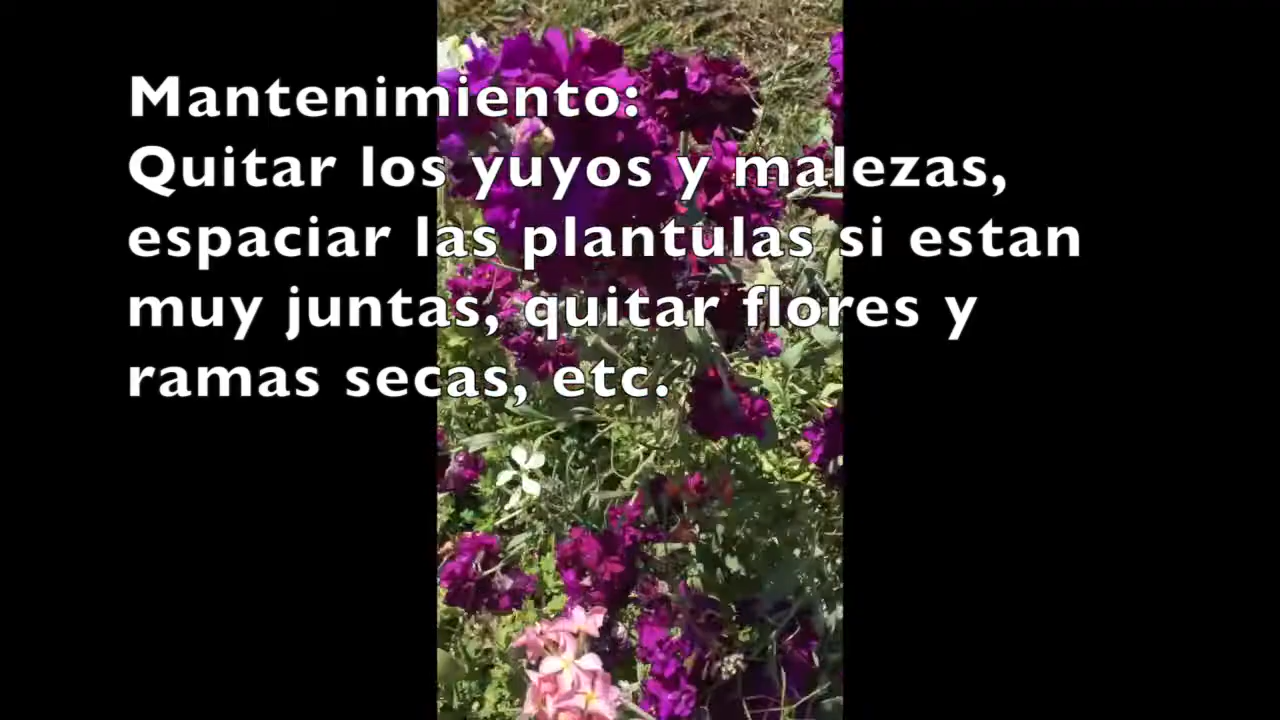 Mantenimiento:
Quitar los yuyos y malezas,
espaciar las plantulas si estan
muy juntas, quitar flores y
ramas secas, etc.